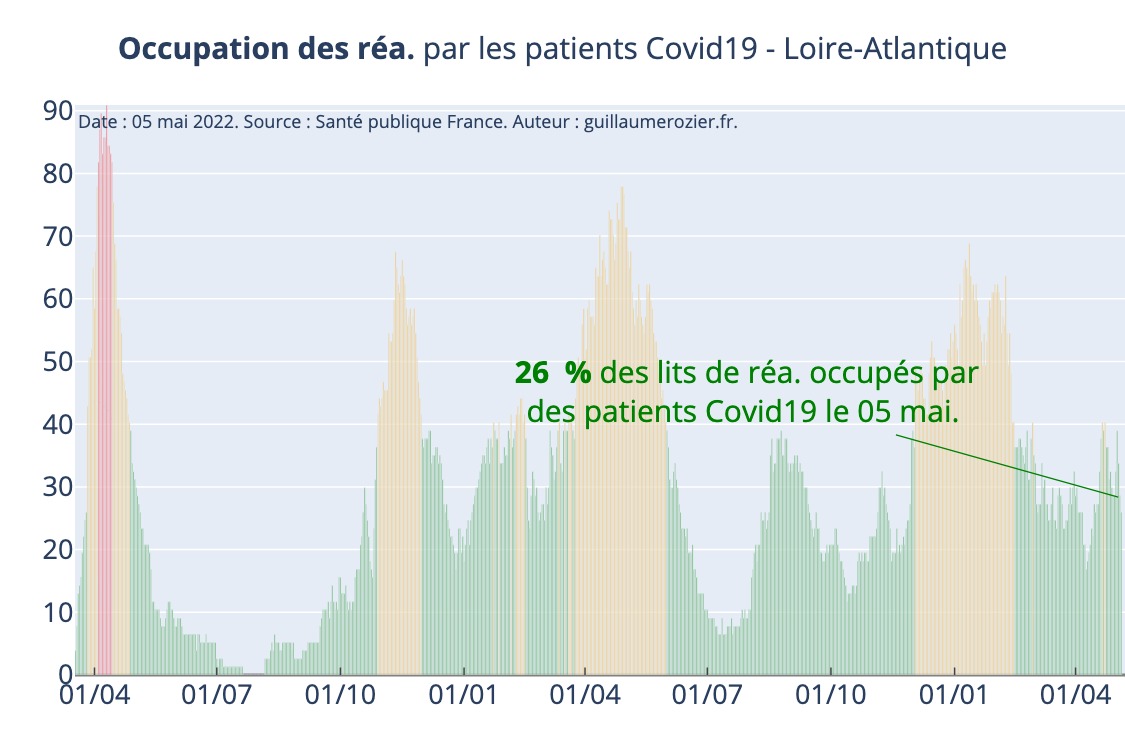 Occupation des réa. par les patients Covid19 - Loire-Atlantique
90
Date : 05 mai 2022. Source : Santé publique France. Auteur : guillaumerozier.fr.
80
70
60
50
26 % des lits de réa. occupés par
des patients Covid19 le 05 mai.
40
30
20
10
0
01/04 01/07 01/10 01/01 01/04 01/07 01/10 01/01 01/04